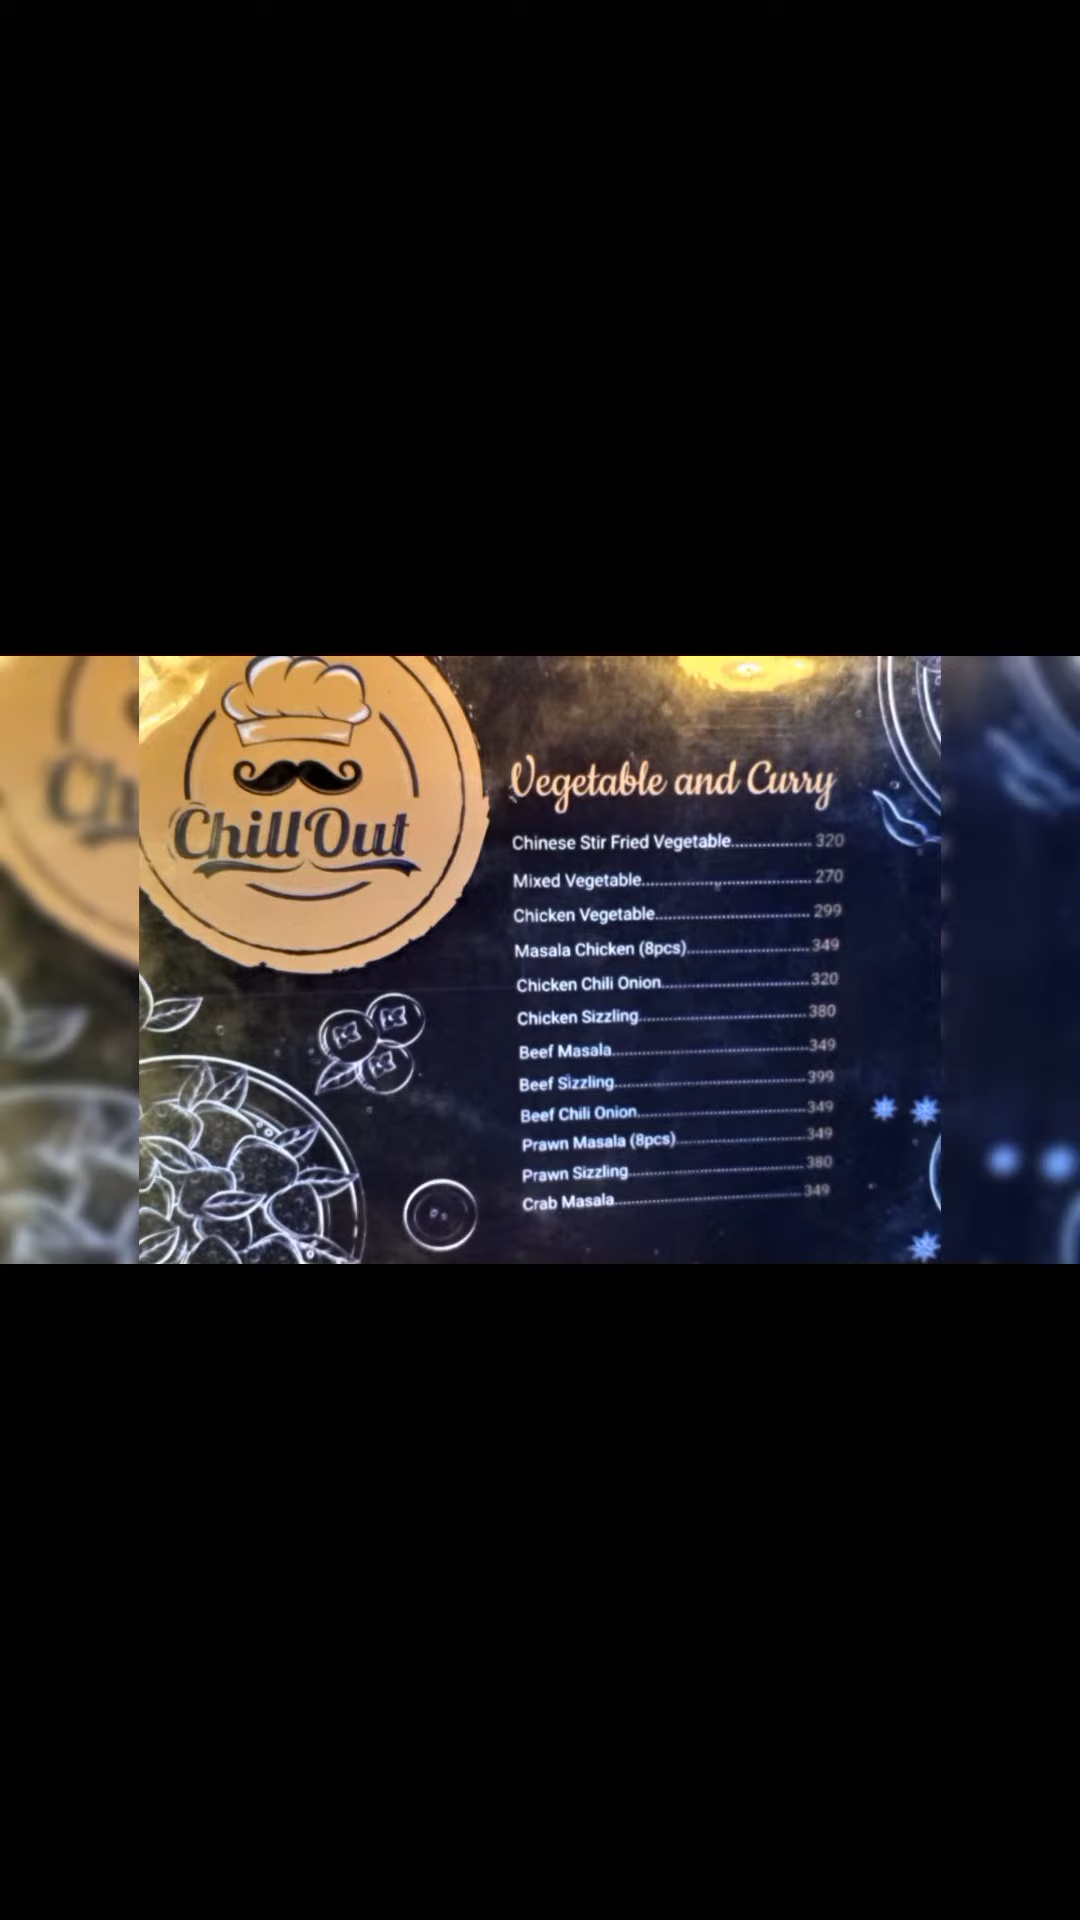 Chill Out
Vegetable and Curry
Chinese Stir Fried Vegetable.................. 320
Mixed Vegetable........................................ 270
Chicken Vegetable..................................... 299
Masala Chicken (8pcs)............................. 349
Chicken Chili Onion................................... 320
Chicken Sizzling........................................ 380
Beef Masala............................................... 349
Beef Sizzling.............................................. 399
Beef Chili Onion........................................ 349
Prawn Masala (8pcs)................................ 349
Prawn Sizzling........................................... 380
Crab Masala.............................................. 349